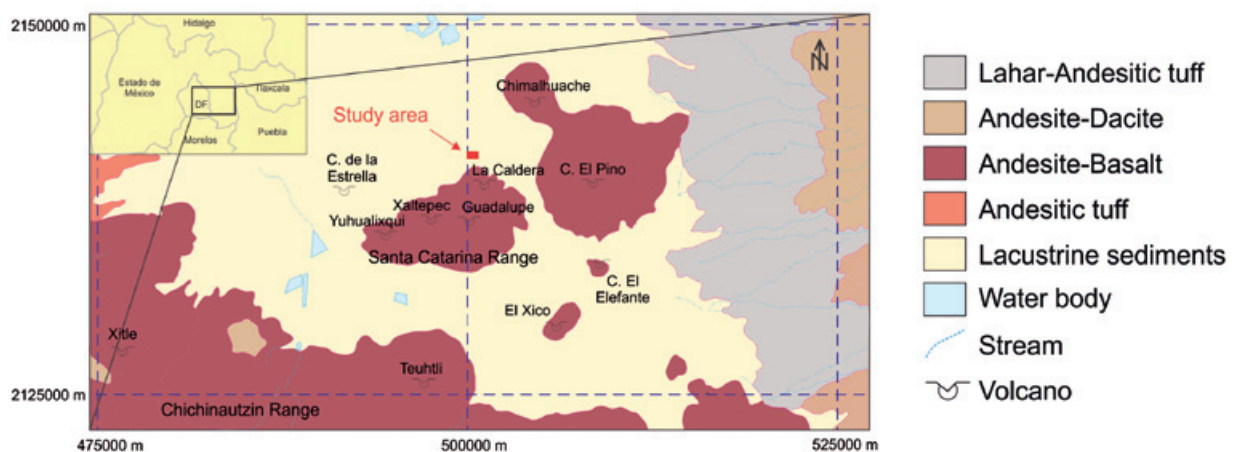 2150000 m
Hidalgo
Estado de
México
DF
Tlaxcala
Puebla
Morelos
N
Chimalhuache
Study area
C. de la
Estrella
La Caldera
C. El Pino
Xaltepec
Guadalupe
Yuhualixqui
Santa Catarina Range
C. El
Elefante
El Xico
Xitle
Teuhtli
2125000 m
Chichinautzin Range
475000 m
500000 m
525000 m
Lahar-Andesitic tuff
Andesite-Dacite
Andesite-Basalt
Andesitic tuff
Lacustrine sediments
Water body
Stream
Volcano